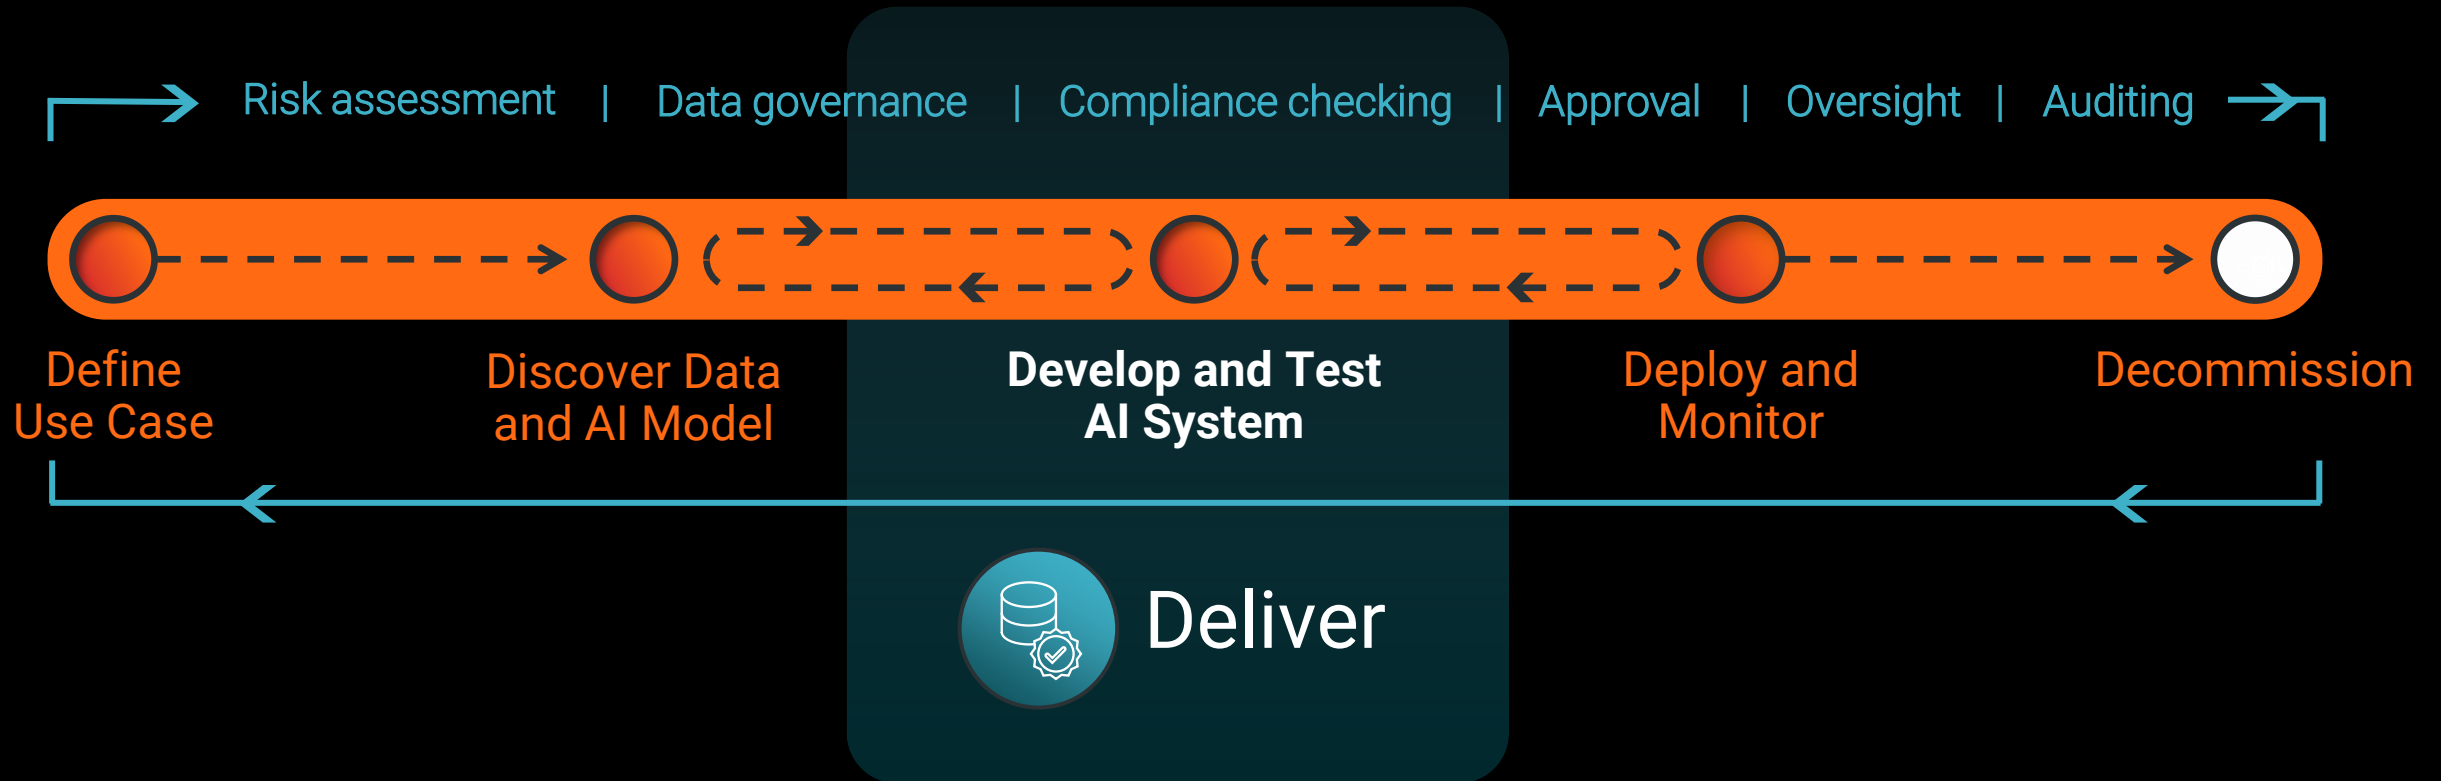 Risk assessment | Data governance | Compliance checking | Approval | Oversight | Auditing
Define
Use Case
Discover Data
and AI Model
Develop and Test
AI System
Deploy and
Monitor
Decommission
Deliver